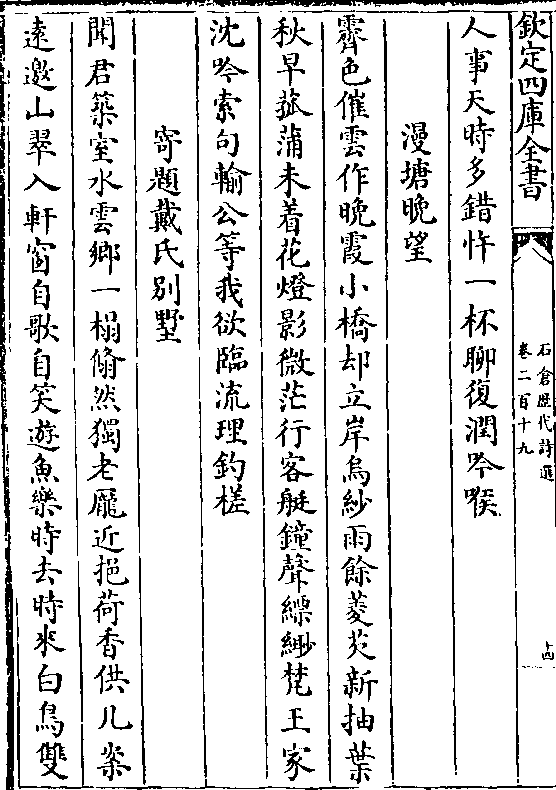 欽定四庫全書
石倉歴代詩選
卷二百十九
十四
人事天時多錯忤一杯聊復潤吟喉
漫塘晩望
霽色催雲作晩霞小橋却立岸烏紗雨餘菱芡新抽葉
秋早菰蒲未着花燈影微茫行客艇鐘聲縹緲梵王家
沈吟索句輸公等我欲臨流理釣槎
寄題戴氏别墅
聞君築室水雲鄉一榻翛然獨老龐近挹荷香供几案
逺邀山翠入軒窗自歌自笑遊魚樂時去時來白鳥雙